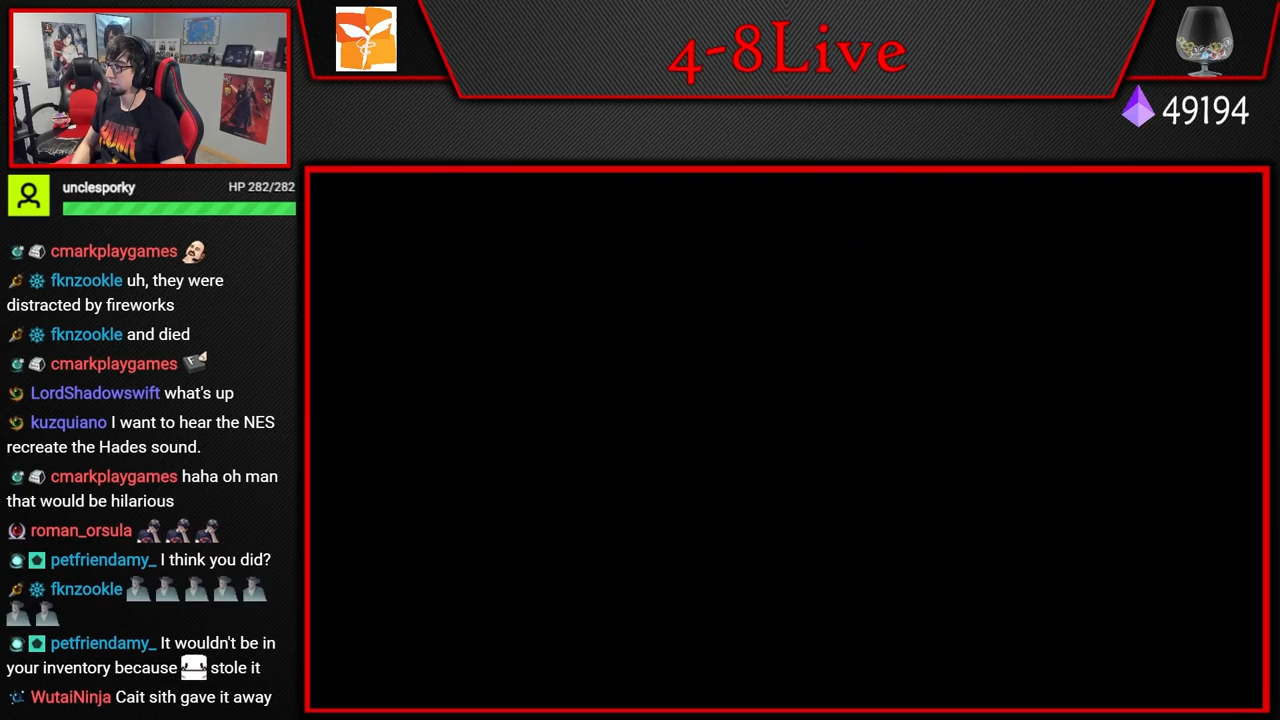 4-8Live
49194
unclesporky HP 282/282
cmarkplaygames
fknzookle uh, they were
distracted by fireworks
fknzookle and died
cmarkplaygames
LordShadowswift what's up
kuzquiano I want to hear the NES
recreate the Hades sound.
cmarkplaygames haha oh man
that would be hilarious
roman_orsula
petfriendamy_ I think you did?
fknzookle
petfriendamy_ It wouldn't be in
your inventory because stole it
WutaiNinja Cait sith gave it away